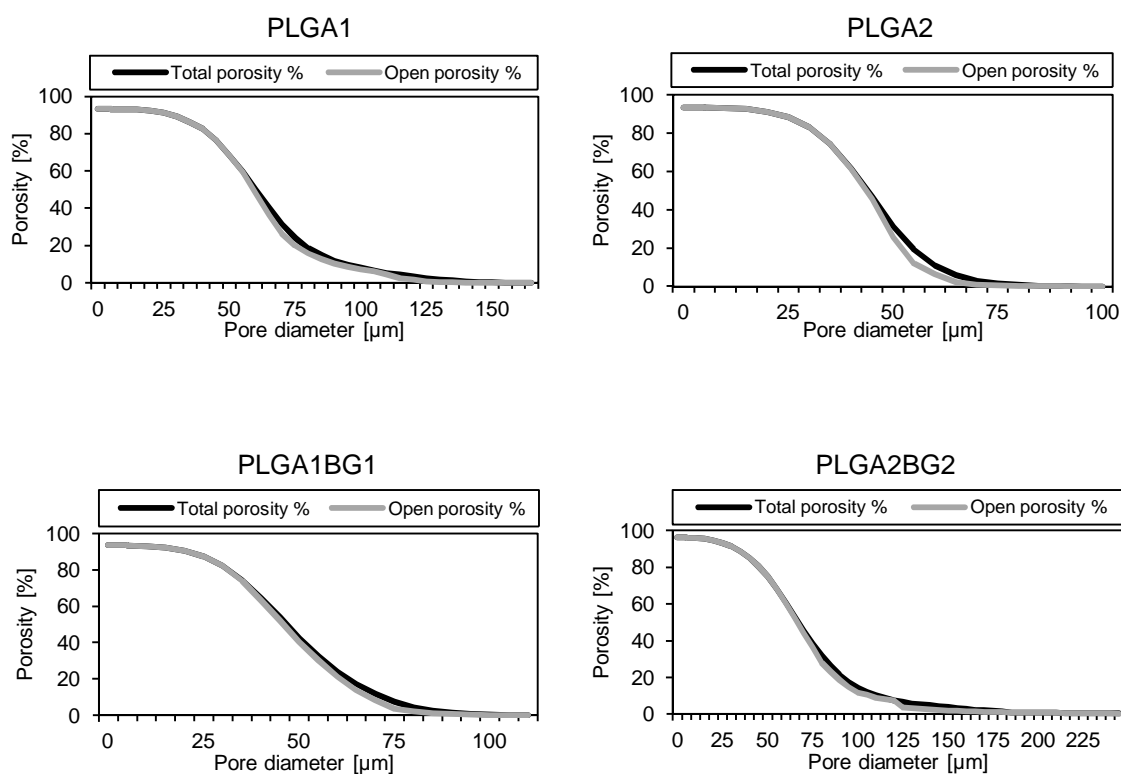 PLGA1
Total porosity % Open porosity %
Porosity [%]
100
80
60
40
20
0
0 25 50 75 100 125 150
Pore diameter [µm]
PLGA2
Total porosity % Open porosity %
Porosity [%]
100
80
60
40
20
0
0 25 50 75 100
Pore diameter [µm]
PLGA1BG1
Total porosity % Open porosity %
Porosity [%]
100
80
60
40
20
0
0 25 50 75 100
Pore diameter [µm]
PLGA2BG2
Total porosity % Open porosity %
Porosity [%]
100
80
60
40
20
0
0 25 50 75 100 125 150 175 200 225
Pore diameter [µm]